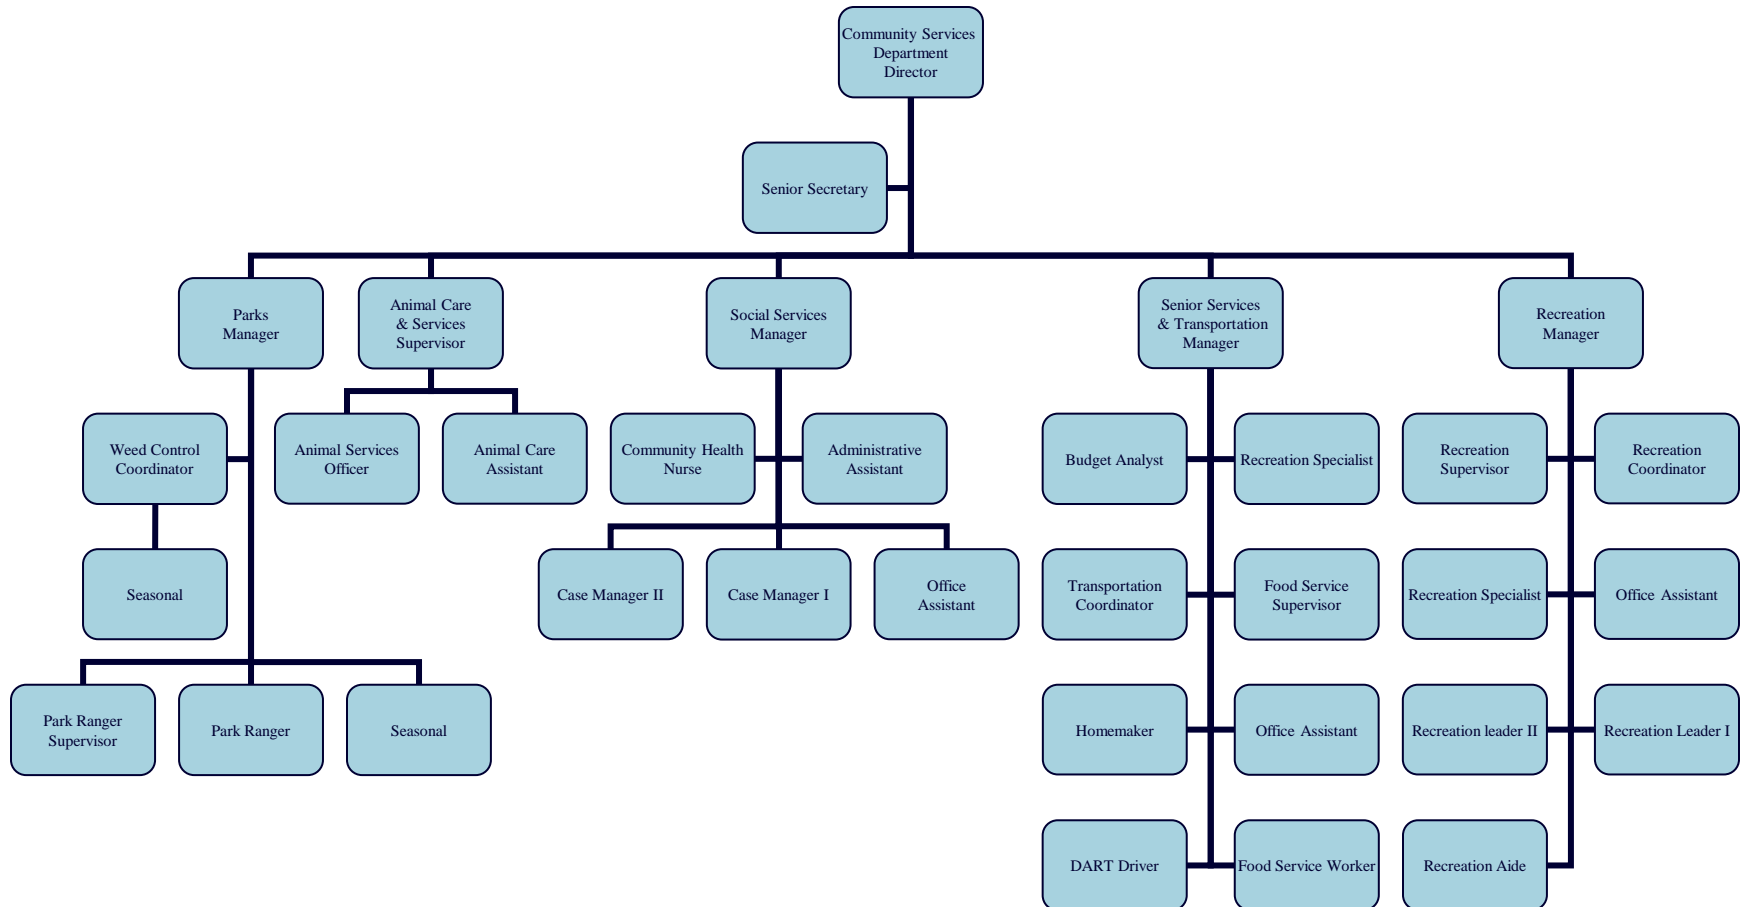 Community Services
Department
Director
Senior Secretary
Parks
Manager
Animal Care
& Services
Supervisor
Social Services
Manager
Senior Services
& Transportation
Manager
Recreation
Manager
Weed Control
Coordinator
Animal Services
Officer
Animal Care
Assistant
Community Health
Nurse
Administrative
Assistant
Budget Analyst
Recreation Specialist
Recreation
Supervisor
Recreation
Coordinator
Seasonal
Case Manager II
Case Manager I
Office
Assistant
Transportation
Coordinator
Food Service
Supervisor
Recreation Specialist
Office Assistant
Park Ranger
Supervisor
Park Ranger
Seasonal
Homemaker
Office Assistant
Recreation leader II
Recreation Leader I
DART Driver
Food Service Worker
Recreation Aide